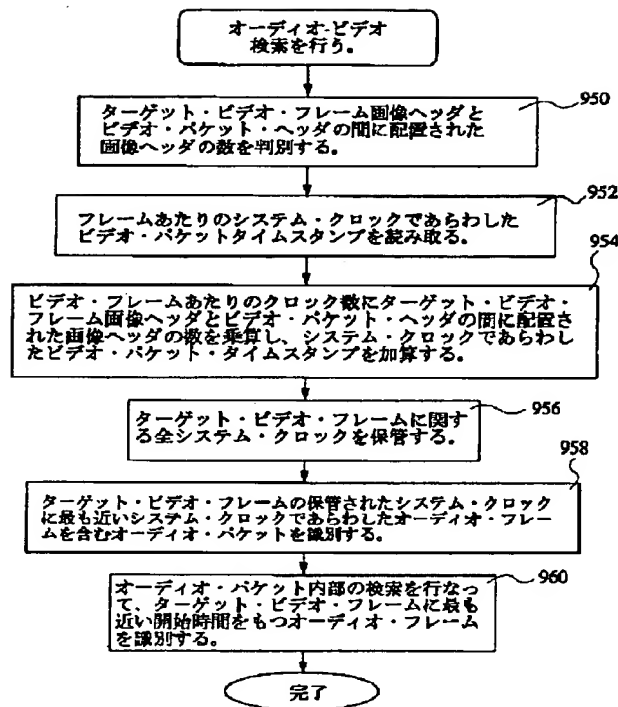 オーディオ-ビデオ
検索を行う。
950
ターゲット・ビデオ・フレーム画像ヘッダと
ビデオ・パケット・ヘッダの間に配置された
画像ヘッダの数を判別する。
952
フレームあたりのシステム・クロックであらわした
ビデオ・パケットタイムスタンプを読み取る。
954
ビデオ・フレームあたりのクロック数にターゲット・ビデオ・
フレーム画像ヘッダとビデオ・パケット・ヘッダの間に配置さ
れた画像ヘッダの数を乗算し、システム・クロックであらわし
たビデオ・パケット・タイムスタンプを加算する。
956
ターゲット・ビデオ・フレームに関す
る全システム・クロックを保管する。
958
ターゲット・ビデオ・フレームの保管されたシステム・クロック
に最も近いシステム・クロックであらわしたオーディオ・フレー
ムを含むオーディオ・パケットを識別する。
960
オーディオ・パケット内部の検索を行なっ
て、ターゲット・ビデオ・フレームに最も
近い開始時間をもつオーディオ・フレーム
を識別する。
完了